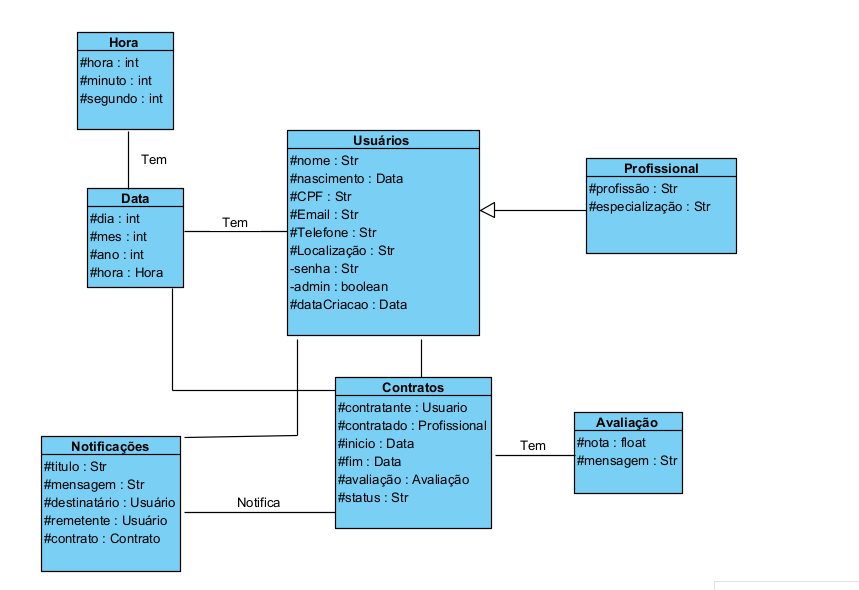 Hora
#hora : int
#minuto : int
#segundo : int
Tem
Data
#dia : int
#mes : int
#ano : int
#hora : Hora
Tem
Usuários
#nome : Str
#nascimento : Data
#CPF : Str
#Email : Str
#Telefone : Str
#Localização : Str
-senha : Str
-admin : boolean
#dataCriacao : Data
Profissional
#profissão : Str
#especialização : Str
Contratos
#contratante : Usuario
#contratado : Profissional
#inicio : Data
#fim : Data
#avaliação : Avaliação
#status : Str
Tem
Avaliação
#nota : float
#mensagem : Str
Notificações
#titulo : Str
#mensagem : Str
#destinatário : Usuário
#remetente : Usuário
#contrato : Contrato
Notifica